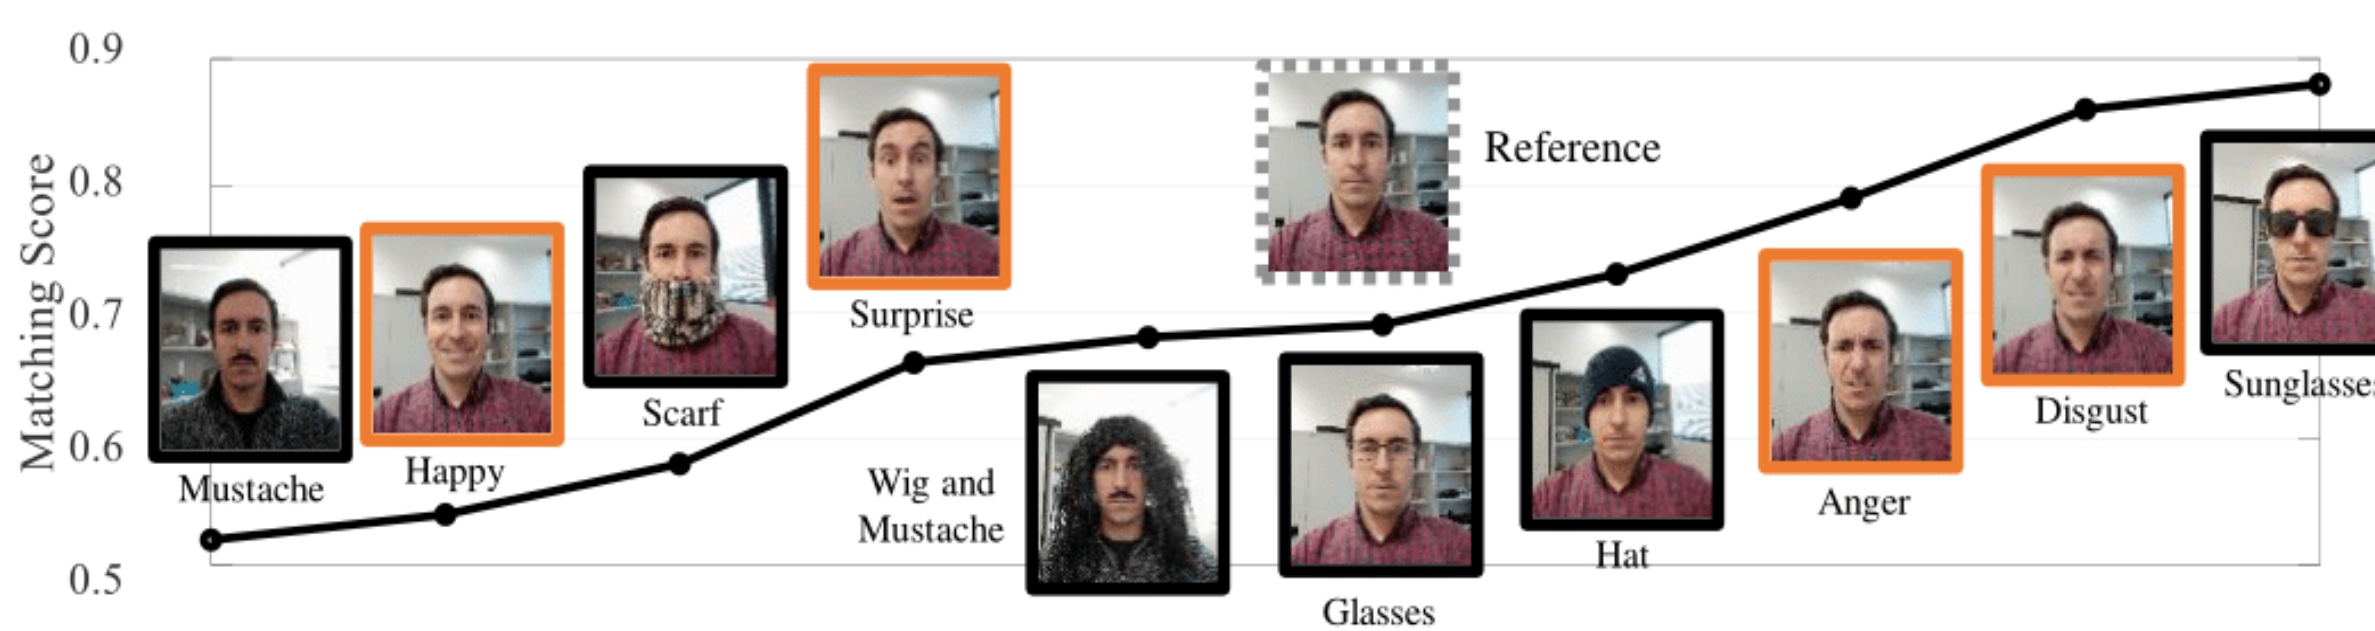 0.9
0.8
0.7
0.6
0.5
Matching Score
Mustache
Happy
Scarf
Surprise
Wig and
Mustache
Reference
Glasses
Hat
Anger
Disgust
Sunglasses